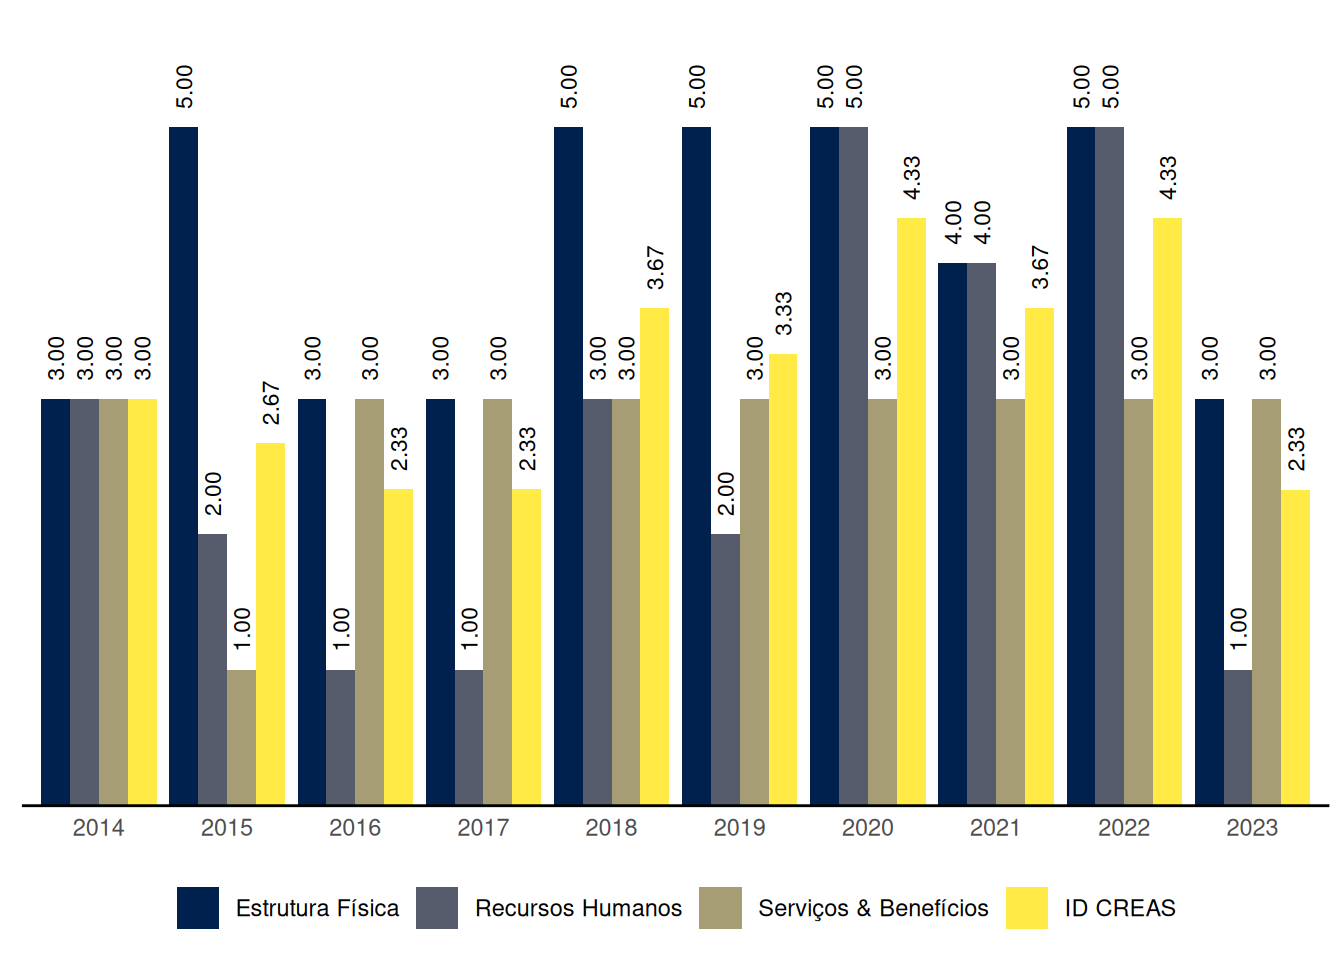 5.00 5.00 5.00 5.00 5.00 5.00 5.00
4.33 4.33
4.00 4.00
3.67 3.67
3.33
3.00 3.00 3.00 3.00 3.00 3.00 3.00 3.00 3.00 3.00 3.00 3.00 3.00 3.00 3.00 3.00 3.00
2.67
2.33 2.33 2.33
2.00 2.00
1.00 1.00 1.00 1.00
2014 2015 2016 2017 2018 2019 2020 2021 2022 2023
Estrutura Física Recursos Humanos Serviços & Benefícios ID CREAS